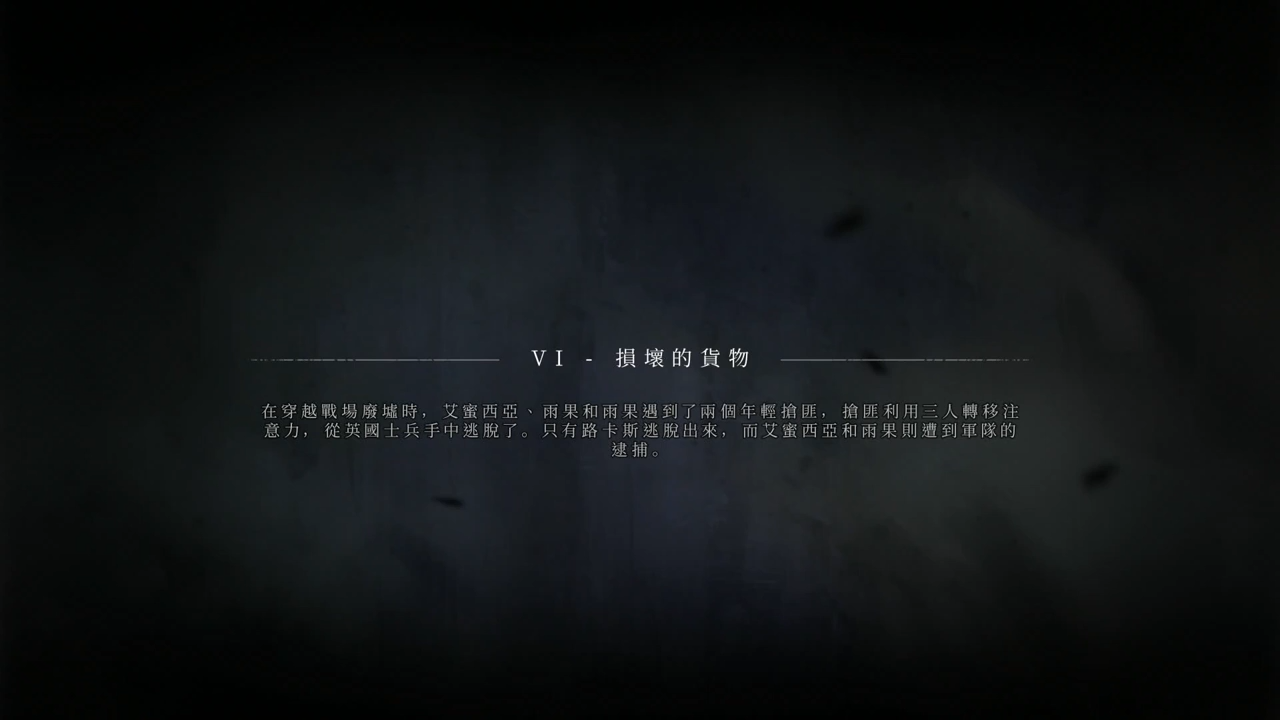 VI - 損壞的貨物
在穿越戰場廢墟時，艾蜜西亞、雨果和雨果遇到了兩個年輕搶匪，搶匪利用三人轉移注
意力，從英國士兵手中逃脫了。只有路卡斯逃脫出來，而艾蜜西亞和雨果則遭到軍隊的
逮捕。